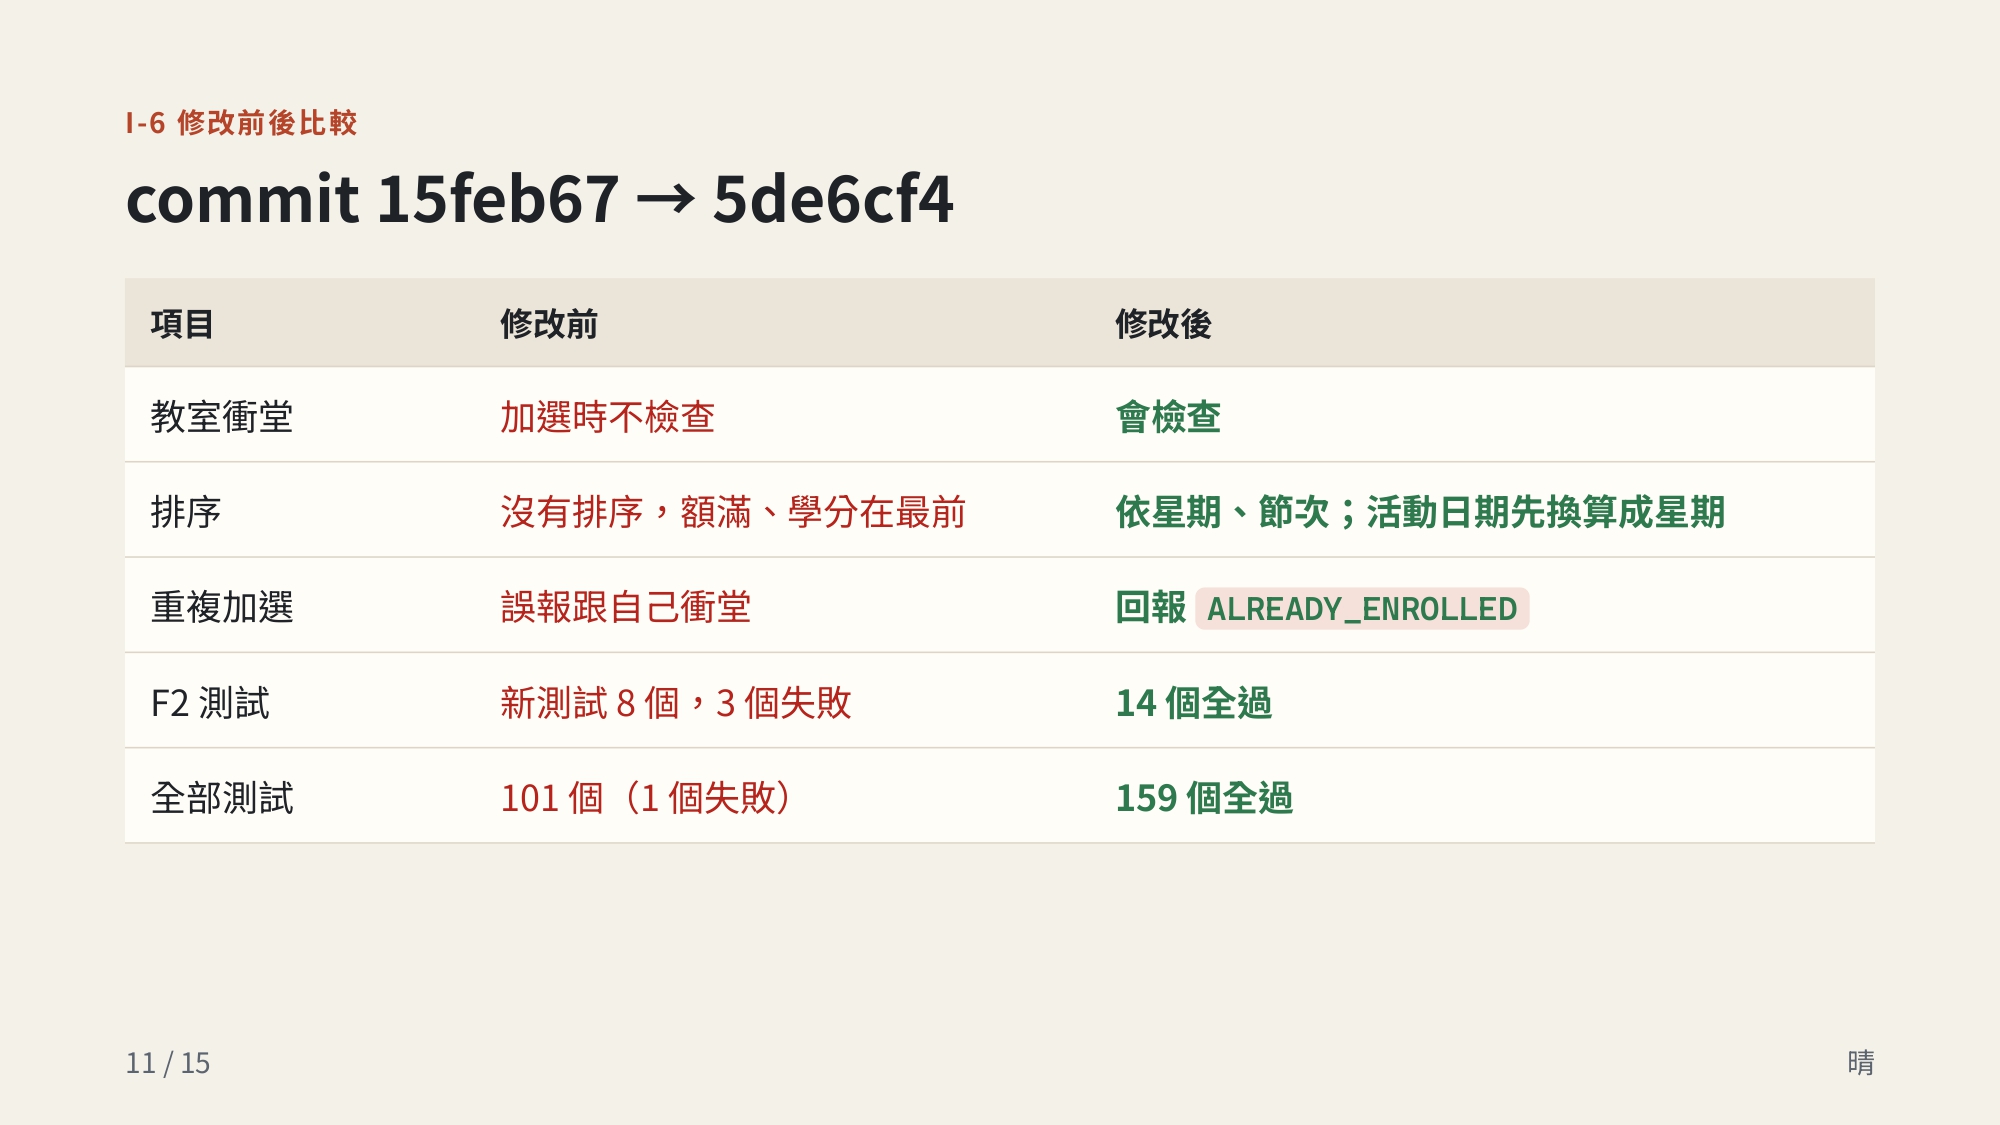 I-6 修改前後比較
commit 15feb67 → 5de6cf4
項目 修改前 修改後
教室衝堂 加選時不檢查 會檢查
排序 沒有排序，額滿、學分在最前 依星期、節次；活動日期先換算成星期
重複加選 誤報跟自己衝堂 回報 ALREADY_ENROLLED
F2 測試 新測試 8 個，3 個失敗 14 個全過
全部測試 101 個（1 個失敗） 159 個全過
11 / 15 晴